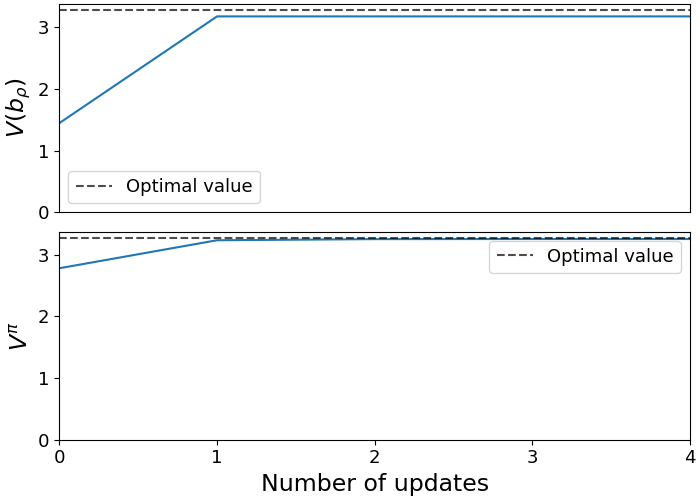 3
2
1
0
V(b_ρ)
Optimal value
3
2
1
0
V^π
Optimal value
0 1 2 3 4
Number of updates